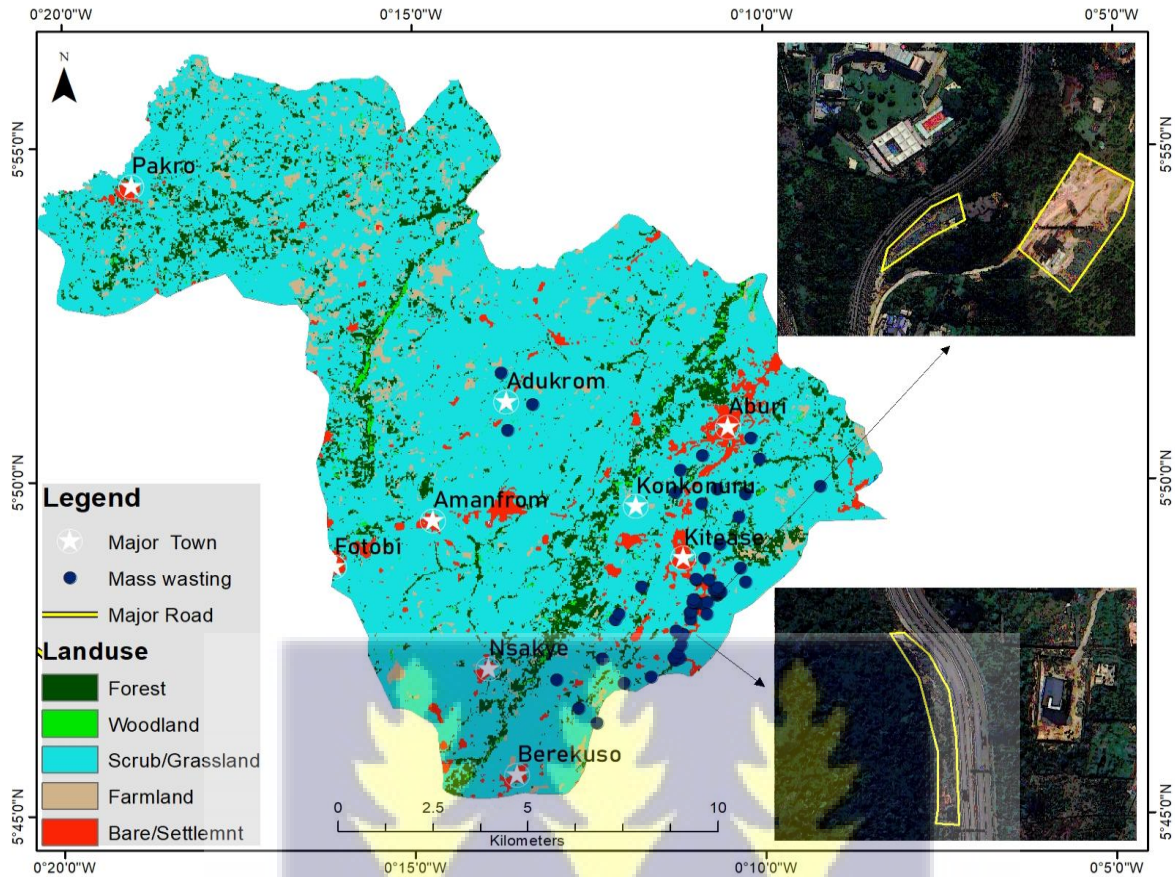 0°20'0"W 0°15'0"W 0°10'0"W 0°5'0"W
N
5°55'0"N 5°55'0"N
Pakro
Adukrom
Aburi
5°50'0"N 5°50'0"N
Konkonuru
Amanfrom
Kitease
Fotobi
Nsakye
Berekuso
Legend
Major Town
Mass wasting
Major Road
Landuse
Forest
Woodland
Scrub/Grassland
Farmland
Bare/Settlemnt
0 2.5 5 10
Kilometers
5°45'0"N 5°45'0"N
0°20'0"W 0°15'0"W 0°10'0"W 0°5'0"W